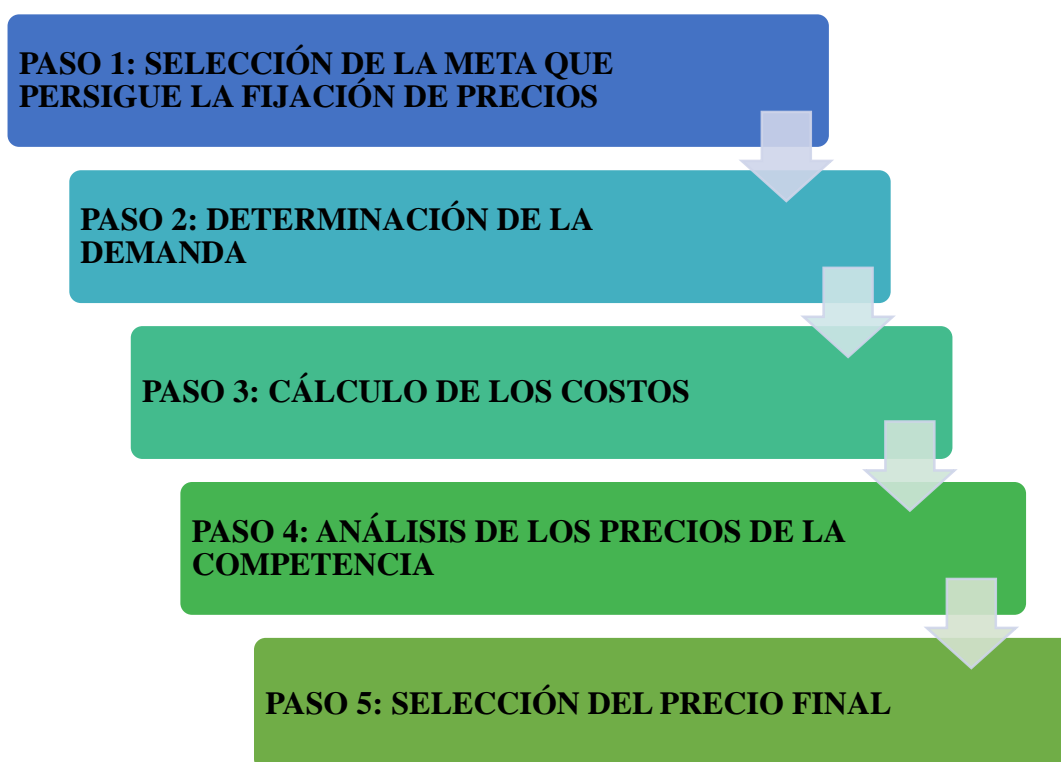 PASO 1: SELECCIÓN DE LA META QUE
PERSIGUE LA FIJACIÓN DE PRECIOS
PASO 2: DETERMINACIÓN DE LA
DEMANDA
PASO 3: CÁLCULO DE LOS COSTOS
PASO 4: ANÁLISIS DE LOS PRECIOS DE LA
COMPETENCIA
PASO 5: SELECCIÓN DEL PRECIO FINAL